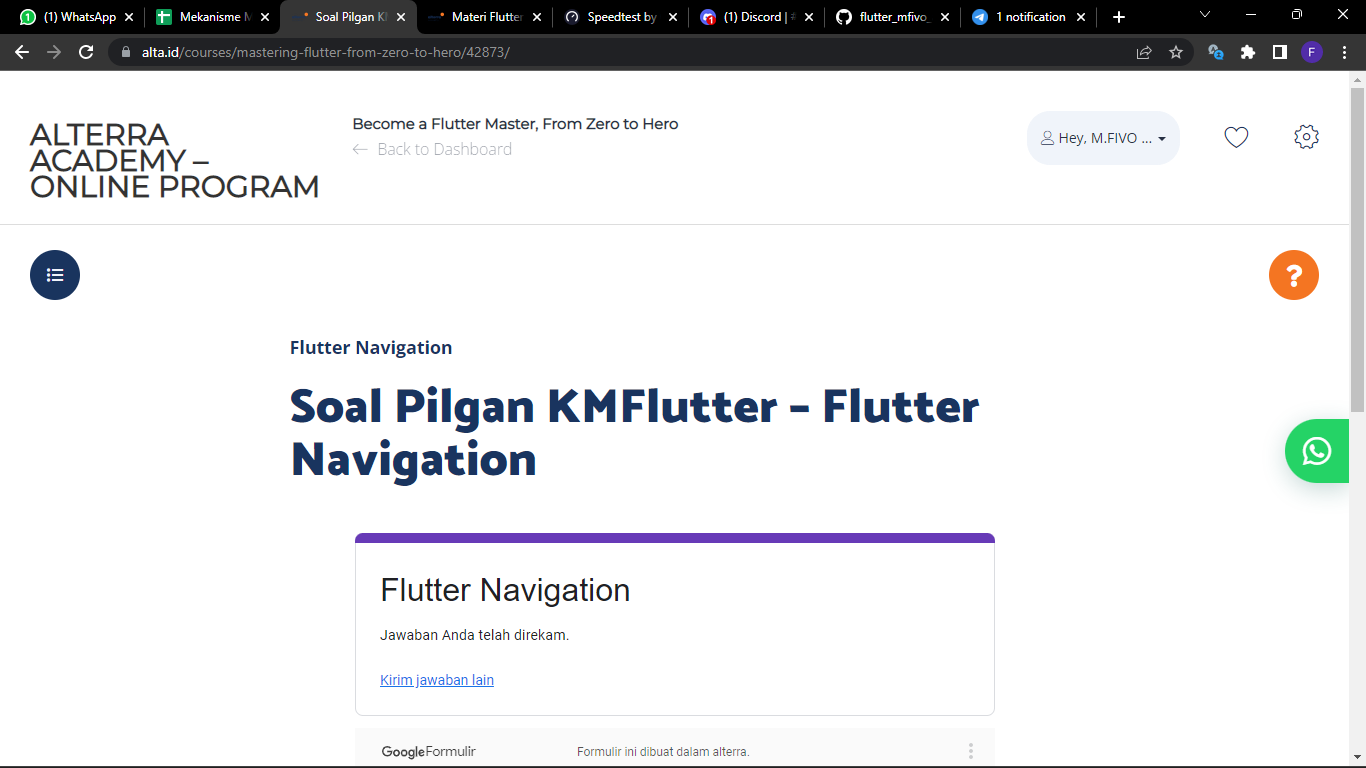 (1) WhatsApp
Mekanisme M
Soal Pilgan K
Materi Flutter
Speedtest by
(1) Discord | #
flutter_mfivo_
1 notification
alta.id/courses/mastering-flutter-from-zero-to-hero/42873/
F
ALTERRA
ACADEMY –
ONLINE PROGRAM
Become a Flutter Master, From Zero to Hero
Back to Dashboard
Hey, M.FIVO ...
?
Flutter Navigation
Soal Pilgan KMFlutter – Flutter
Navigation
Flutter Navigation
Jawaban Anda telah direkam.
Kirim jawaban lain
Google Formulir
Formulir ini dibuat dalam alterra.